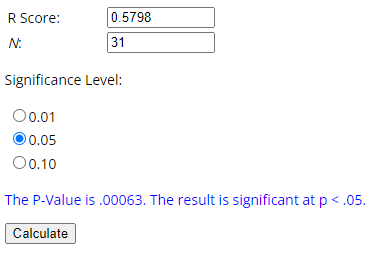 R Score: 0.5798
N: 31
Significance Level:
0.01
0.05
0.10
The P-Value is .00063. The result is significant at p < .05.
Calculate